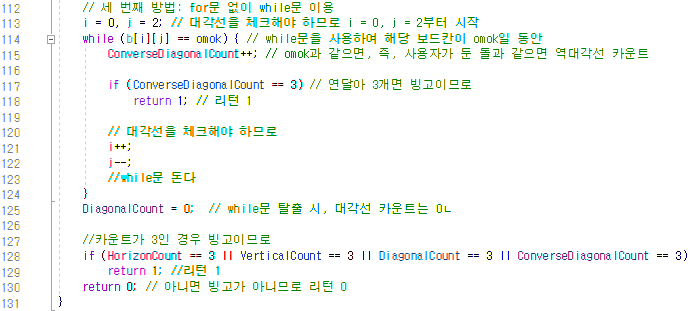 112 // 세 번째 방법: for문 없이 while문 이용
113 i = 0, j = 2; // 대각선을 체크해야 하므로 i = 0, j = 2부터 시작
114 while (b[i][j] == omok) { // while문을 사용하여 해당 보드칸이 omok일 동안
115 ConverseDiagonalCount++; // omok과 같으면, 즉, 사용자가 둔 돌과 같으면 역대각선 카운트
116
117 if (ConverseDiagonalCount == 3) // 연달아 3개면 빙고이므로
118 return 1; // 리턴 1
119
120 // 대각선을 체크해야 하므로
121 i++;
122 j--;
123 //while문 돈다
124 }
125 DiagonalCount = 0; // while문 탈출 시, 대각선 카운트는 0ㄴ
126
127 //카운트가 3인 경우 빙고이므로
128 if (HorizonCount == 3 || VerticalCount == 3 || DiagonalCount == 3 || ConverseDiagonalCount == 3)
129 return 1; //리턴 1
130 return 0; // 아니면 빙고가 아니므로 리턴 0
131 }